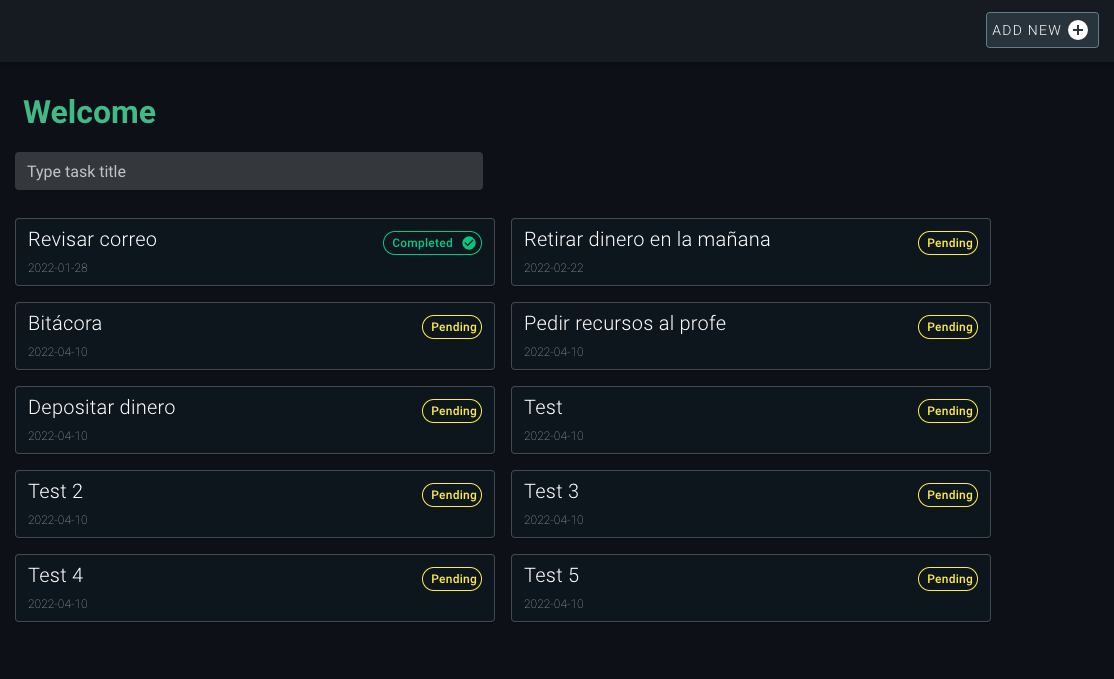 ADD NEW
Welcome
Type task title
Revisar correo
Completed
2022-01-28
Retirar dinero en la mañana
Pending
2022-02-22
Bitácora
Pending
2022-04-10
Pedir recursos al profe
Pending
2022-04-10
Depositar dinero
Pending
2022-04-10
Test
Pending
2022-04-10
Test 2
Pending
2022-04-10
Test 3
Pending
2022-04-10
Test 4
Pending
2022-04-10
Test 5
Pending
2022-04-10